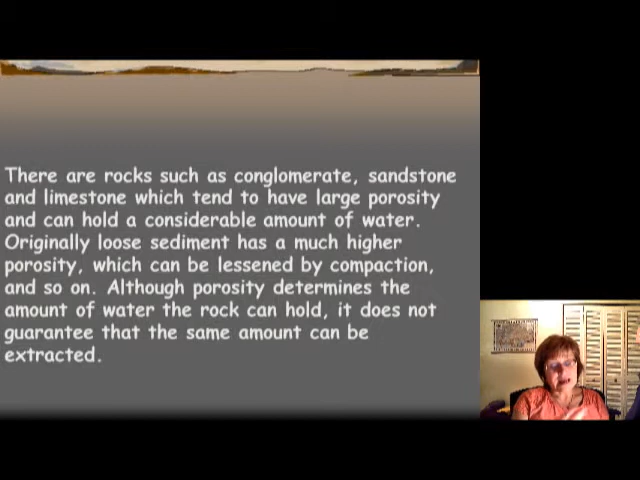 There are rocks such as conglomerate, sandstone
and limestone which tend to have large porosity
and can hold a considerable amount of water.
Originally loose sediment has a much higher
porosity, which can be lessened by compaction,
and so on. Although porosity determines the
amount of water the rock can hold, it does not
guarantee that the same amount can be
extracted.